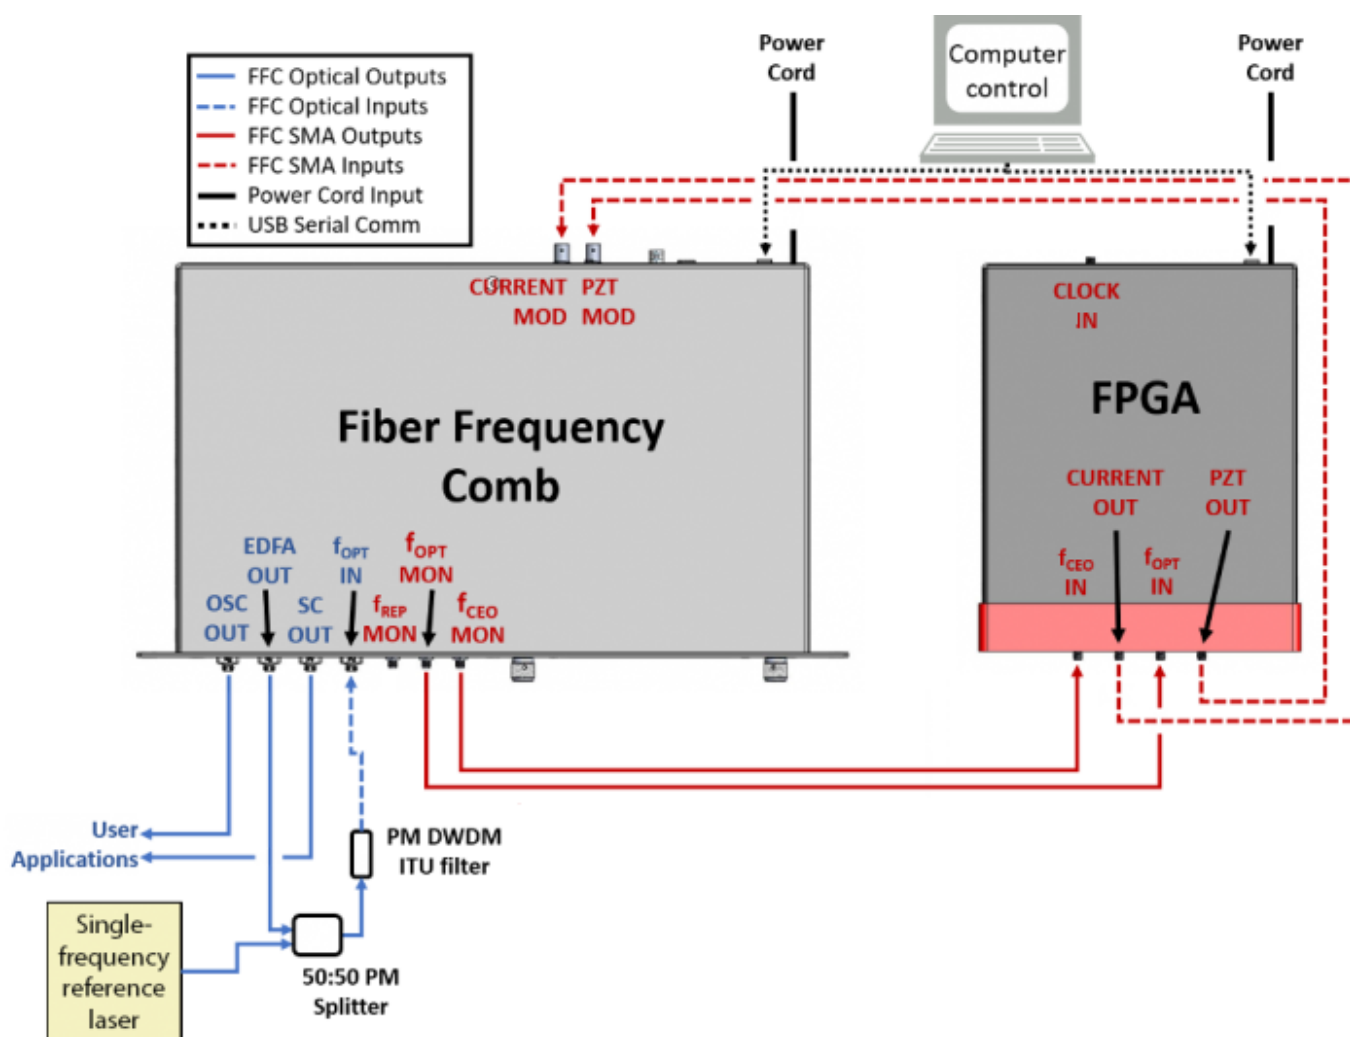 FFC Optical Outputs
FFC Optical Inputs
FFC SMA Outputs
FFC SMA Inputs
Power Cord Input
USB Serial Comm
Power
Cord
Computer
control
Power
Cord
CURRENT
MOD
PZT
MOD
Fiber Frequency
Comb
EDFA
OUT
OSC
OUT
SC
OUT
fOPT
IN
fREP
MON
fOPT
MON
fCEO
MON
CLOCK
IN
FPGA
CURRENT
OUT
PZT
OUT
fCEO
IN
fOPT
IN
User
Applications
PM DWDM
ITU filter
Single-
frequency
reference
laser
50:50 PM
Splitter